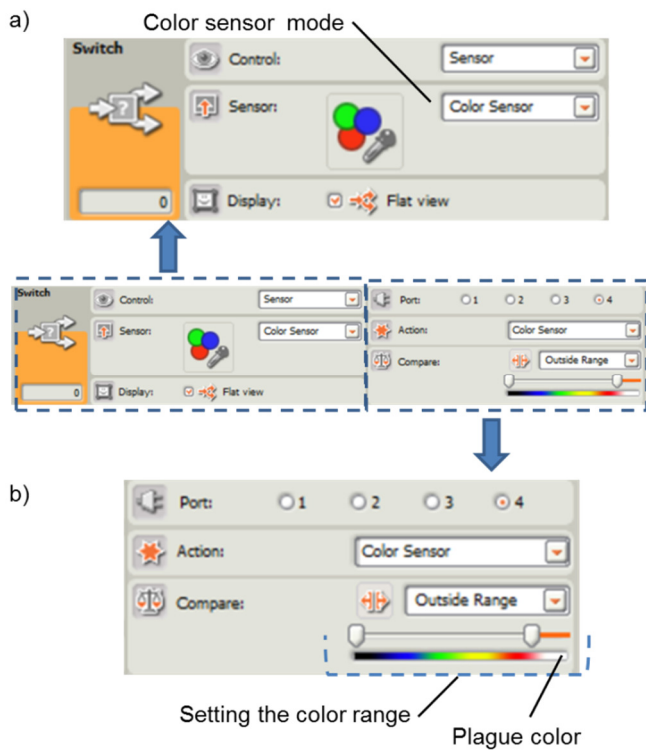 a)
Color sensor mode
Switch
Control:
Sensor
Sensor:
Color Sensor
0
Display:
Flat view
Switch
Control:
Sensor
Sensor:
Color Sensor
0
Display:
Flat view
Port:
1
2
3
4
Action:
Color Sensor
Compare:
Outside Range
b)
Port:
1
2
3
4
Action:
Color Sensor
Compare:
Outside Range
Setting the color range
Plague color